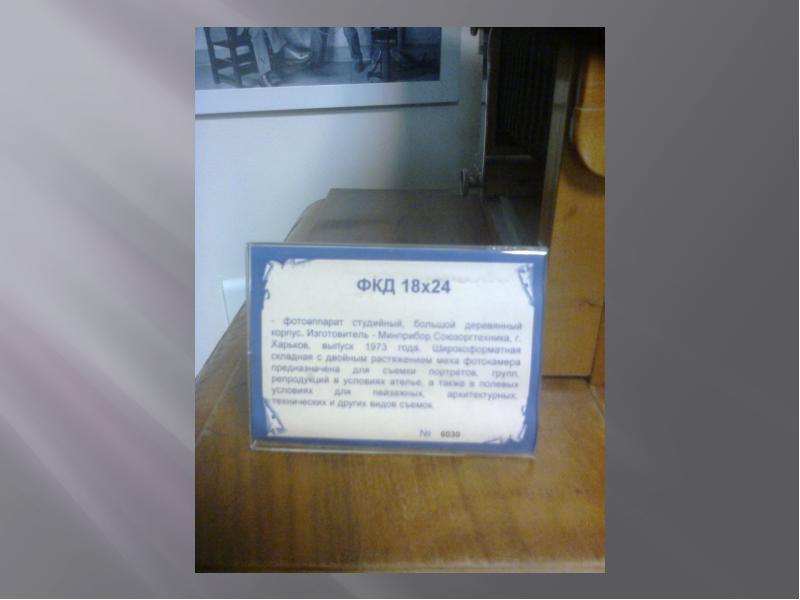 ФКД 18х24
- фотоаппарат студийный, большой деревянный
корпус. Изготовитель - Минприбор Союзоргтехника, г.
Харьков, выпуск 1973 года. Широкоформатная
складная с двойным растяжением меха фотокамера
предназначена для съемки портретов, групп,
репродукций в условиях ателье, а также в полевых
условиях для пейзажных, архитектурных,
технических и других видов съемок.
№ 6030